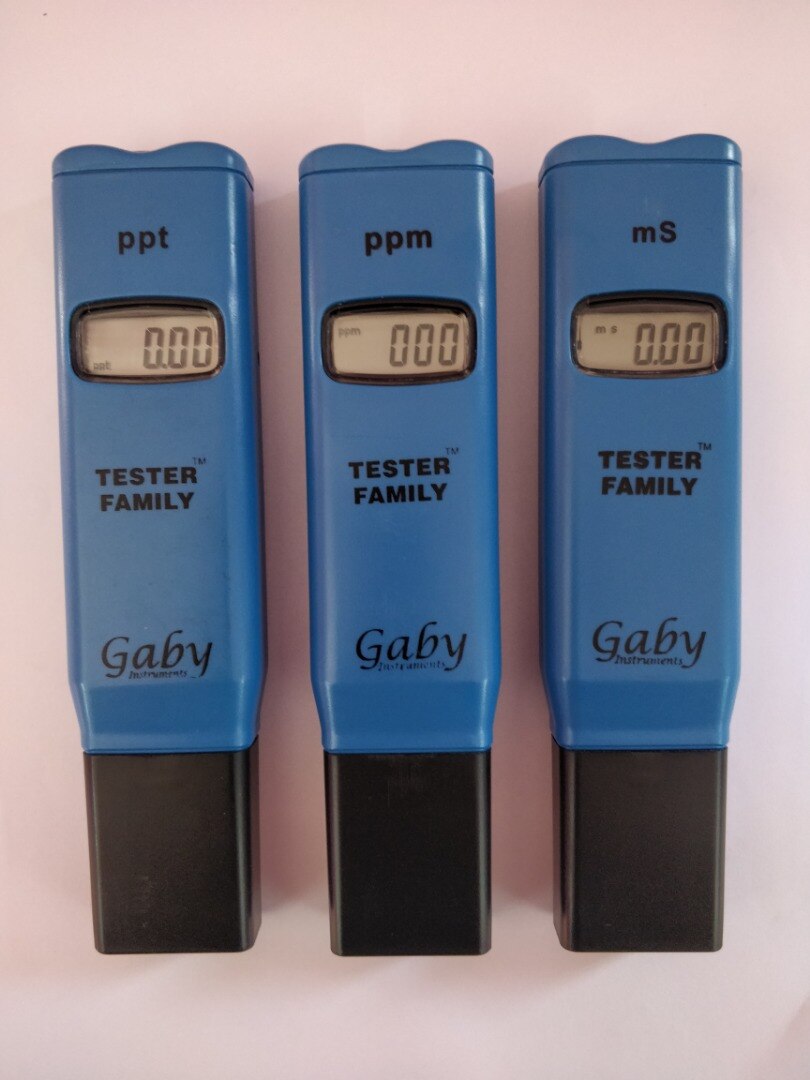 ppt
ppt 0.00
TESTER™
FAMILY
Gaby
Instruments
ppm
ppm 000
TESTER™
FAMILY
Gaby
Instruments
mS
m s 0.00
TESTER™
FAMILY
Gaby
Instruments